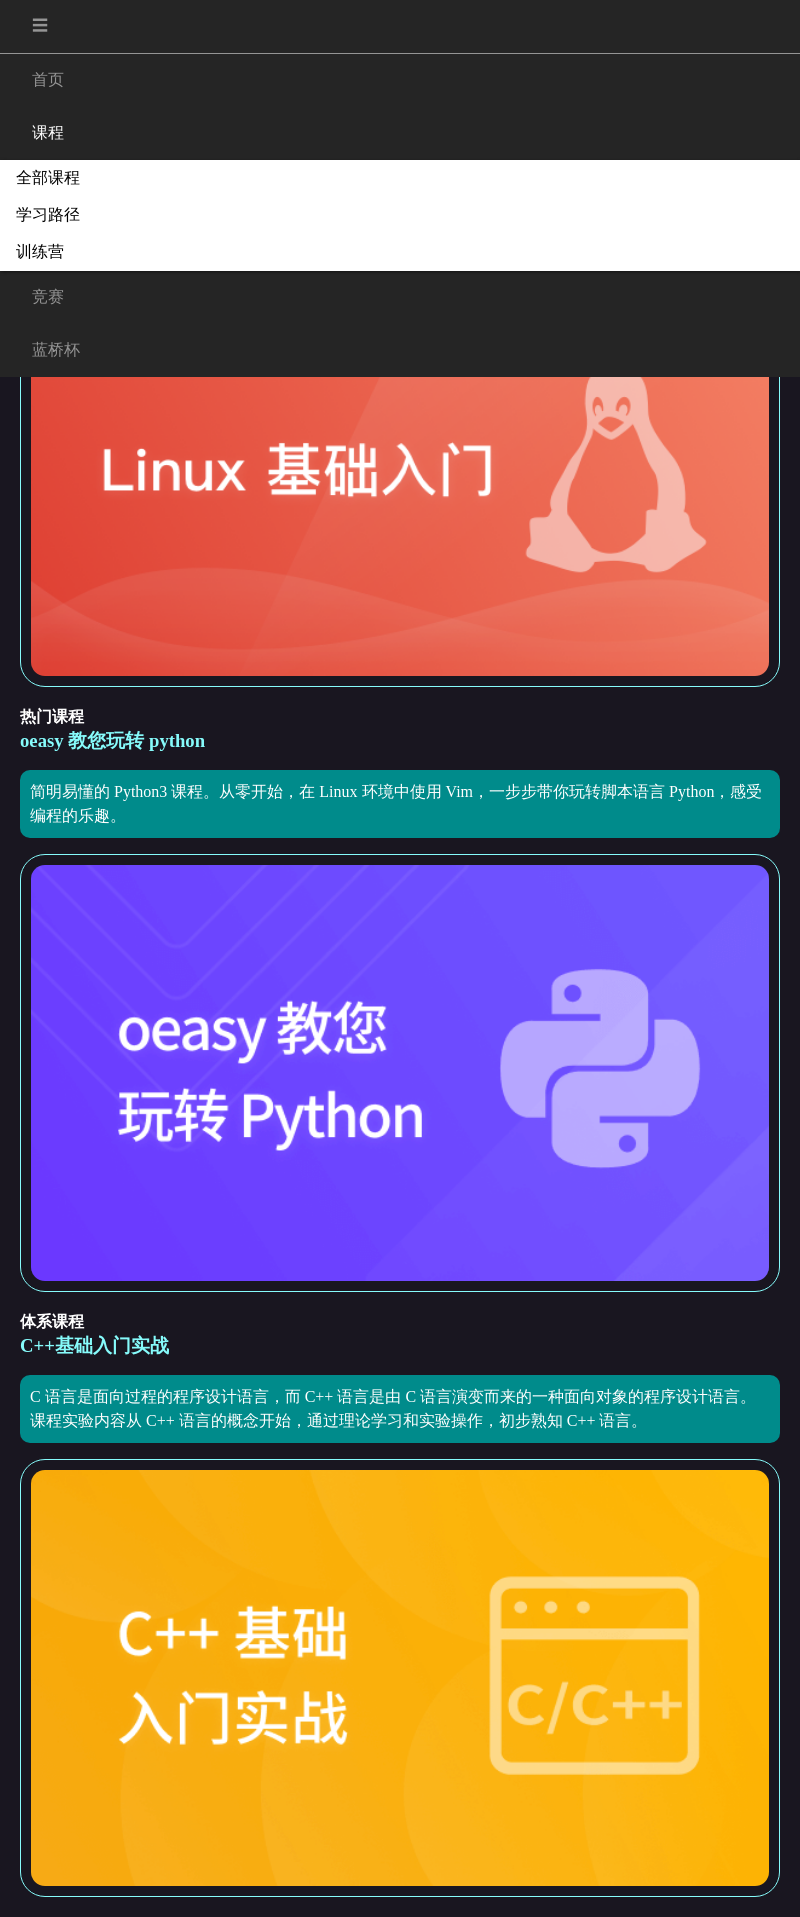 首页
课程
全部课程
学习路径
训练营
竞赛
蓝桥杯
Linux 基础入门
热门课程
oeasy 教您玩转 python
简明易懂的 Python3 课程。从零开始，在 Linux 环境中使用 Vim，一步步带你玩转脚本语言 Python，感受
编程的乐趣。
oeasy 教您
玩转 Python
体系课程
C++基础入门实战
C 语言是面向过程的程序设计语言，而 C++ 语言是由 C 语言演变而来的一种面向对象的程序设计语言。
课程实验内容从 C++ 语言的概念开始，通过理论学习和实验操作，初步熟知 C++ 语言。
C++ 基础
入门实战
C/C++